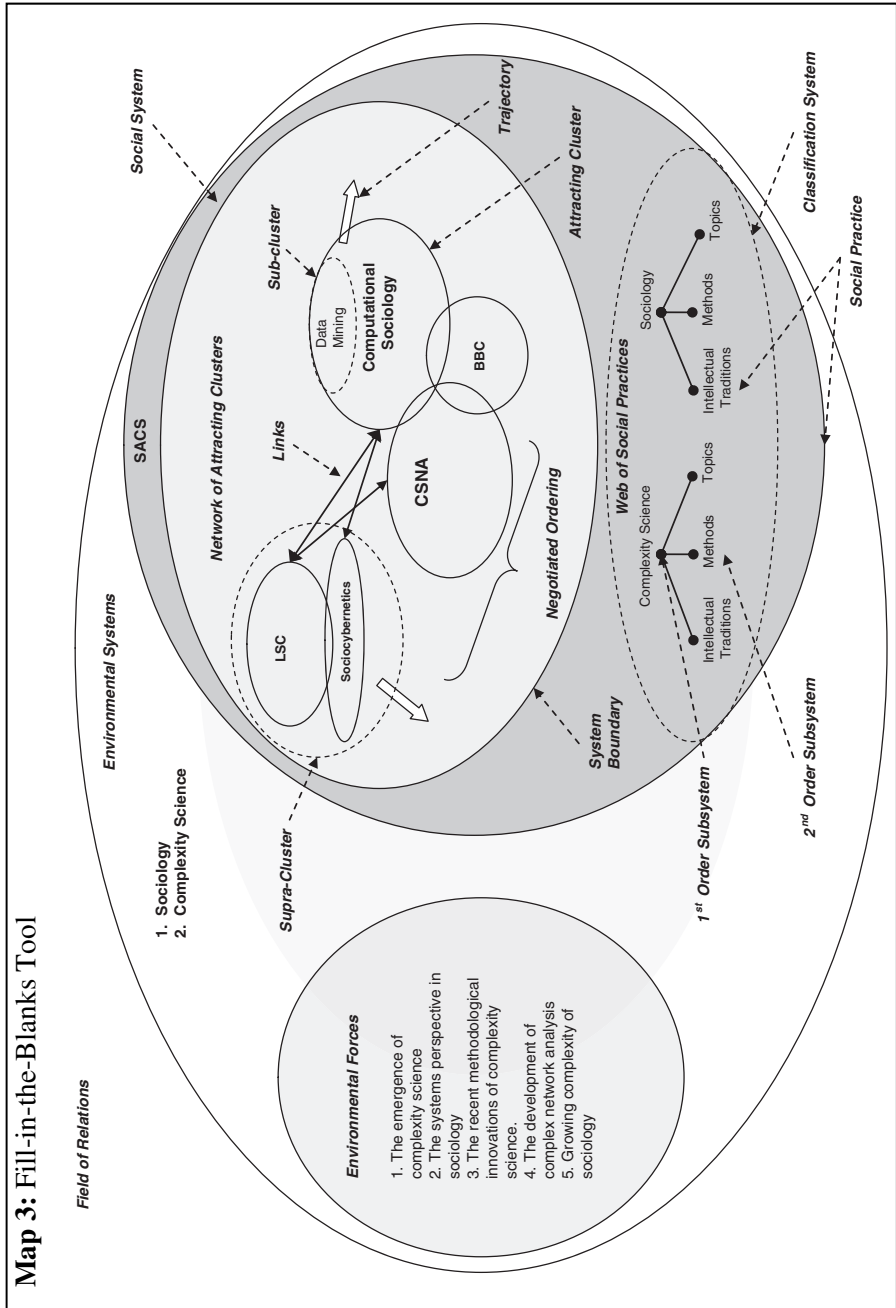 Map 3: Fill-in-the-Blanks Tool
Field of Relations
Environmental Systems
1. Sociology
2. Complexity Science
Environmental Forces
1. The emergence of
complexity science
2. The systems perspective in
sociology
3. The recent methodological
innovations of complexity
science.
4. The development of
complex network analysis
5. Growing complexity of
sociology
Supra-Cluster
SACS
Social System
Network of Attracting Clusters
LSC
Sociocybernetics
Links
Sub-cluster
Data
Mining
Computational
Sociology
Trajectory
CSNA
BBC
Attracting Cluster
Negotiated Ordering
System
Boundary
Web of Social Practices
Complexity Science
Intellectual
Traditions
Methods
Topics
Sociology
Intellectual
Traditions
Methods
Topics
Classification System
Social Practice
1st Order Subsystem
2nd Order Subsystem